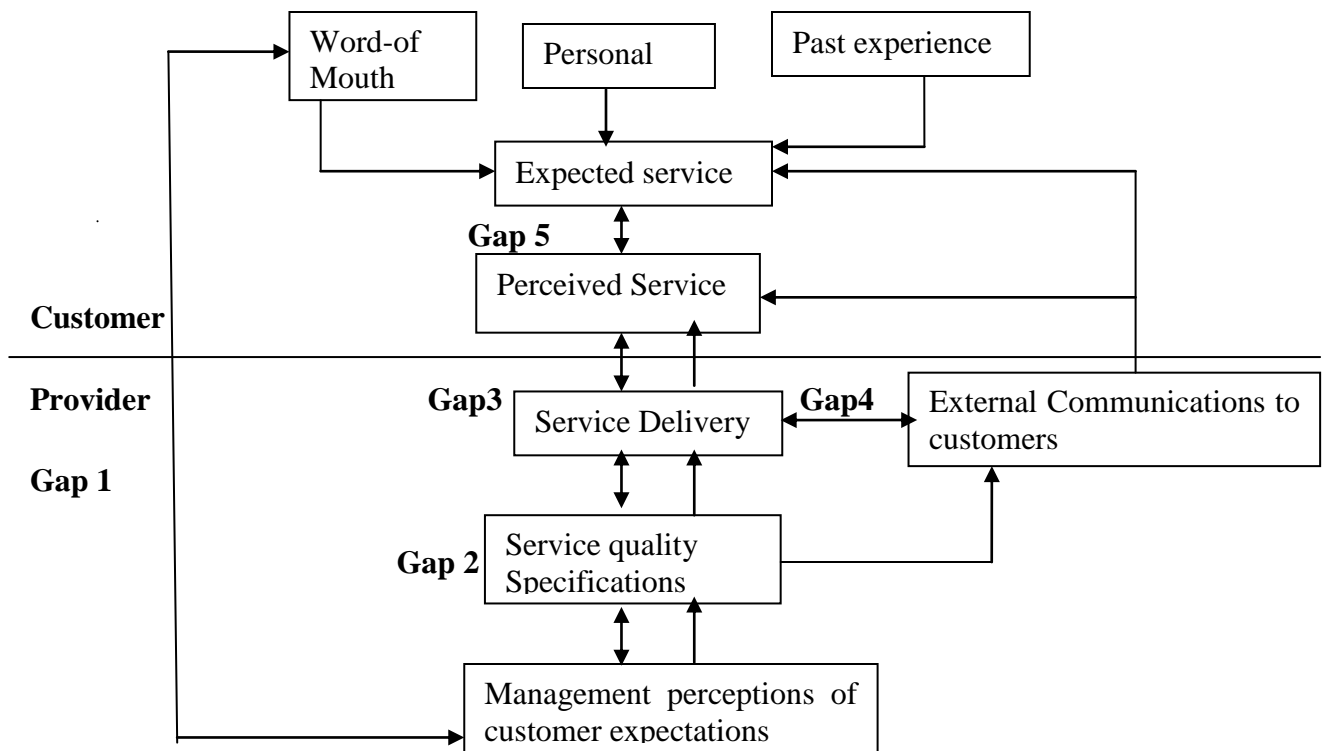 Word-of
Mouth
Personal
Past experience
Expected service
Gap 5
Perceived Service
Customer
Provider
Gap3
Service Delivery
Gap4
External Communications to
customers
Gap 1
Gap 2
Service quality
Specifications
Management perceptions of
customer expectations